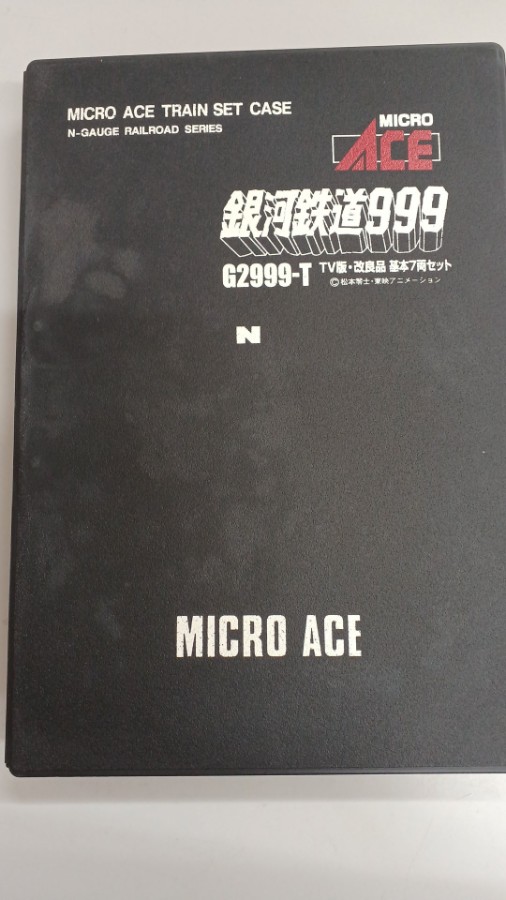 MICRO ACE TRAIN SET CASE
N-GAUGE RAILROAD SERIES
MICRO
ACE
銀河鉄道999
G2999-T TV版・改良品 基本7両セット
©松本零士・東映アニメーション
N
MICRO ACE